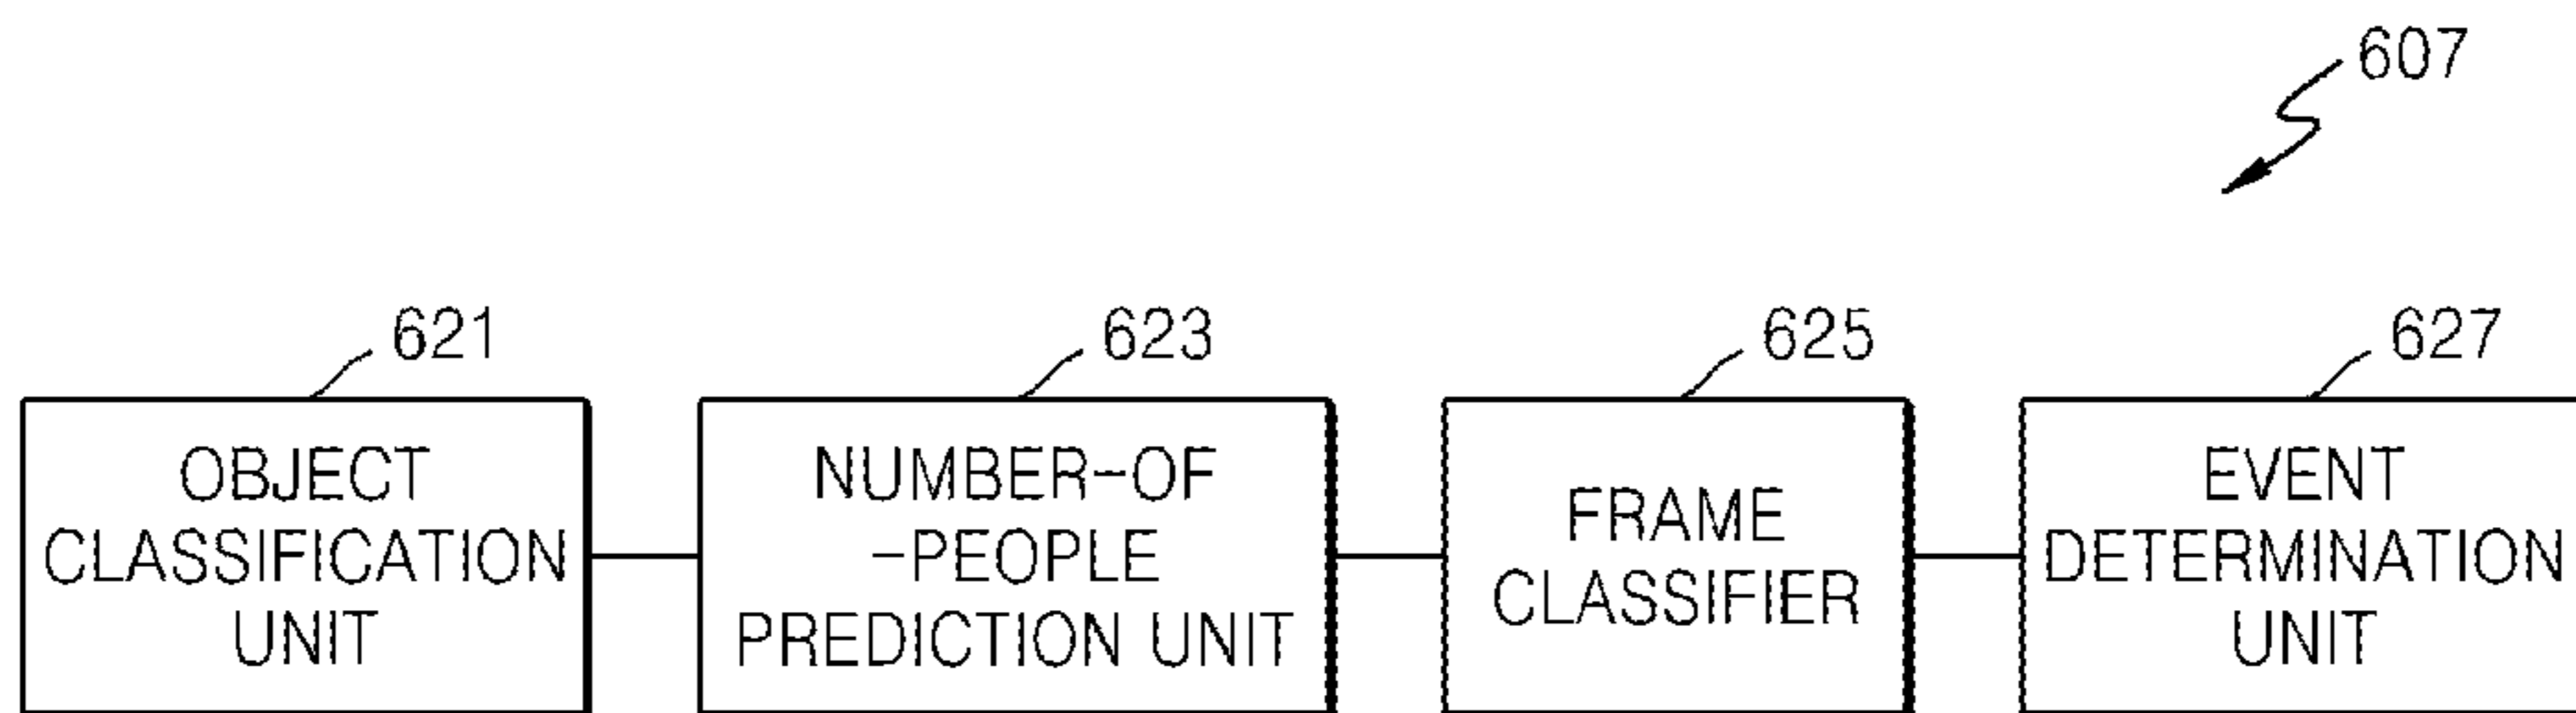 607
621
623
625
627
OBJECT
CLASSIFICATION
UNIT
NUMBER-OF
-PEOPLE
PREDICTION UNIT
FRAME
CLASSIFIER
EVENT
DETERMINATION
UNIT